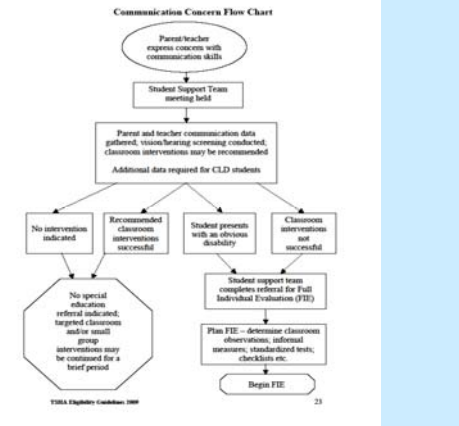 Communication Concern Flow Chart
Parent/teacher
express concern with
communication skills
Student Support Team
meeting held
Parent and teacher communication data
gathered; vision/hearing screening conducted;
classroom interventions may be recommended
Additional data required for CLD students
No intervention
indicated
Recommended
classroom
interventions
successful
Student presents
with an obvious
disability
Classroom
interventions
not
successful
No special
education
referral indicated;
targeted classroom
and/or small
group
interventions may
be continued for a
brief period
Student support team
completes referral for Full
Individual Evaluation (FIE)
Plan FIE – determine classroom
observations; informal
measures; standardized tests;
checklists etc.
Begin FIE
TSHA Eligibility Guidelines 2009
23